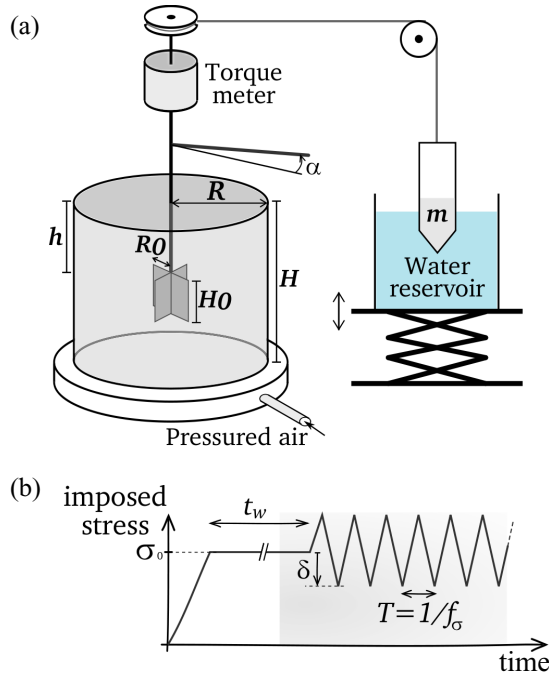 (a)
Torque
meter
α
R
h
R0
H0
H
m
Water
reservoir
Pressured air
(b)
imposed
stress
t_w
σ₀
δ
T=1/f_σ
time